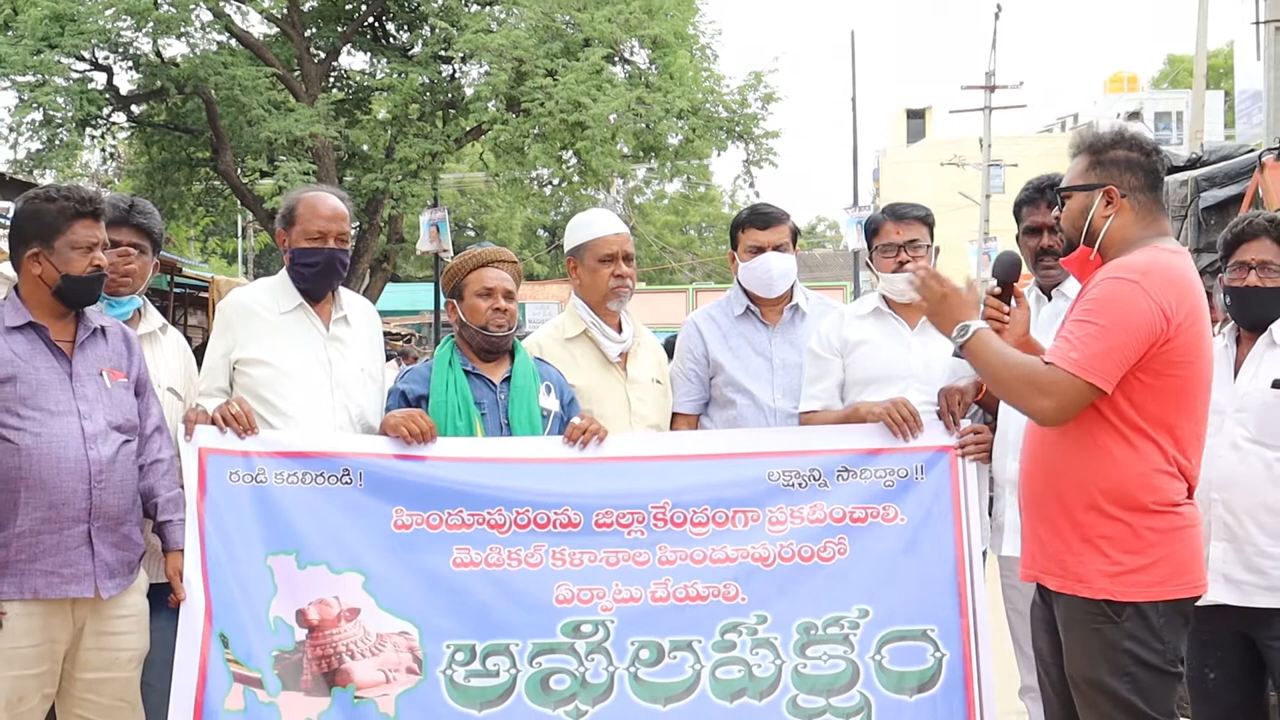 రండి కదలిరండి !
లక్ష్యాన్ని సాధిద్దాం !!
హిందూపురంను జిల్లా కేంద్రంగా ప్రకటించాలి.
మెడికల్ కళాశాల హిందూపురంలో
ఏర్పాటు చేయాలి.
అఖిలపక్షం